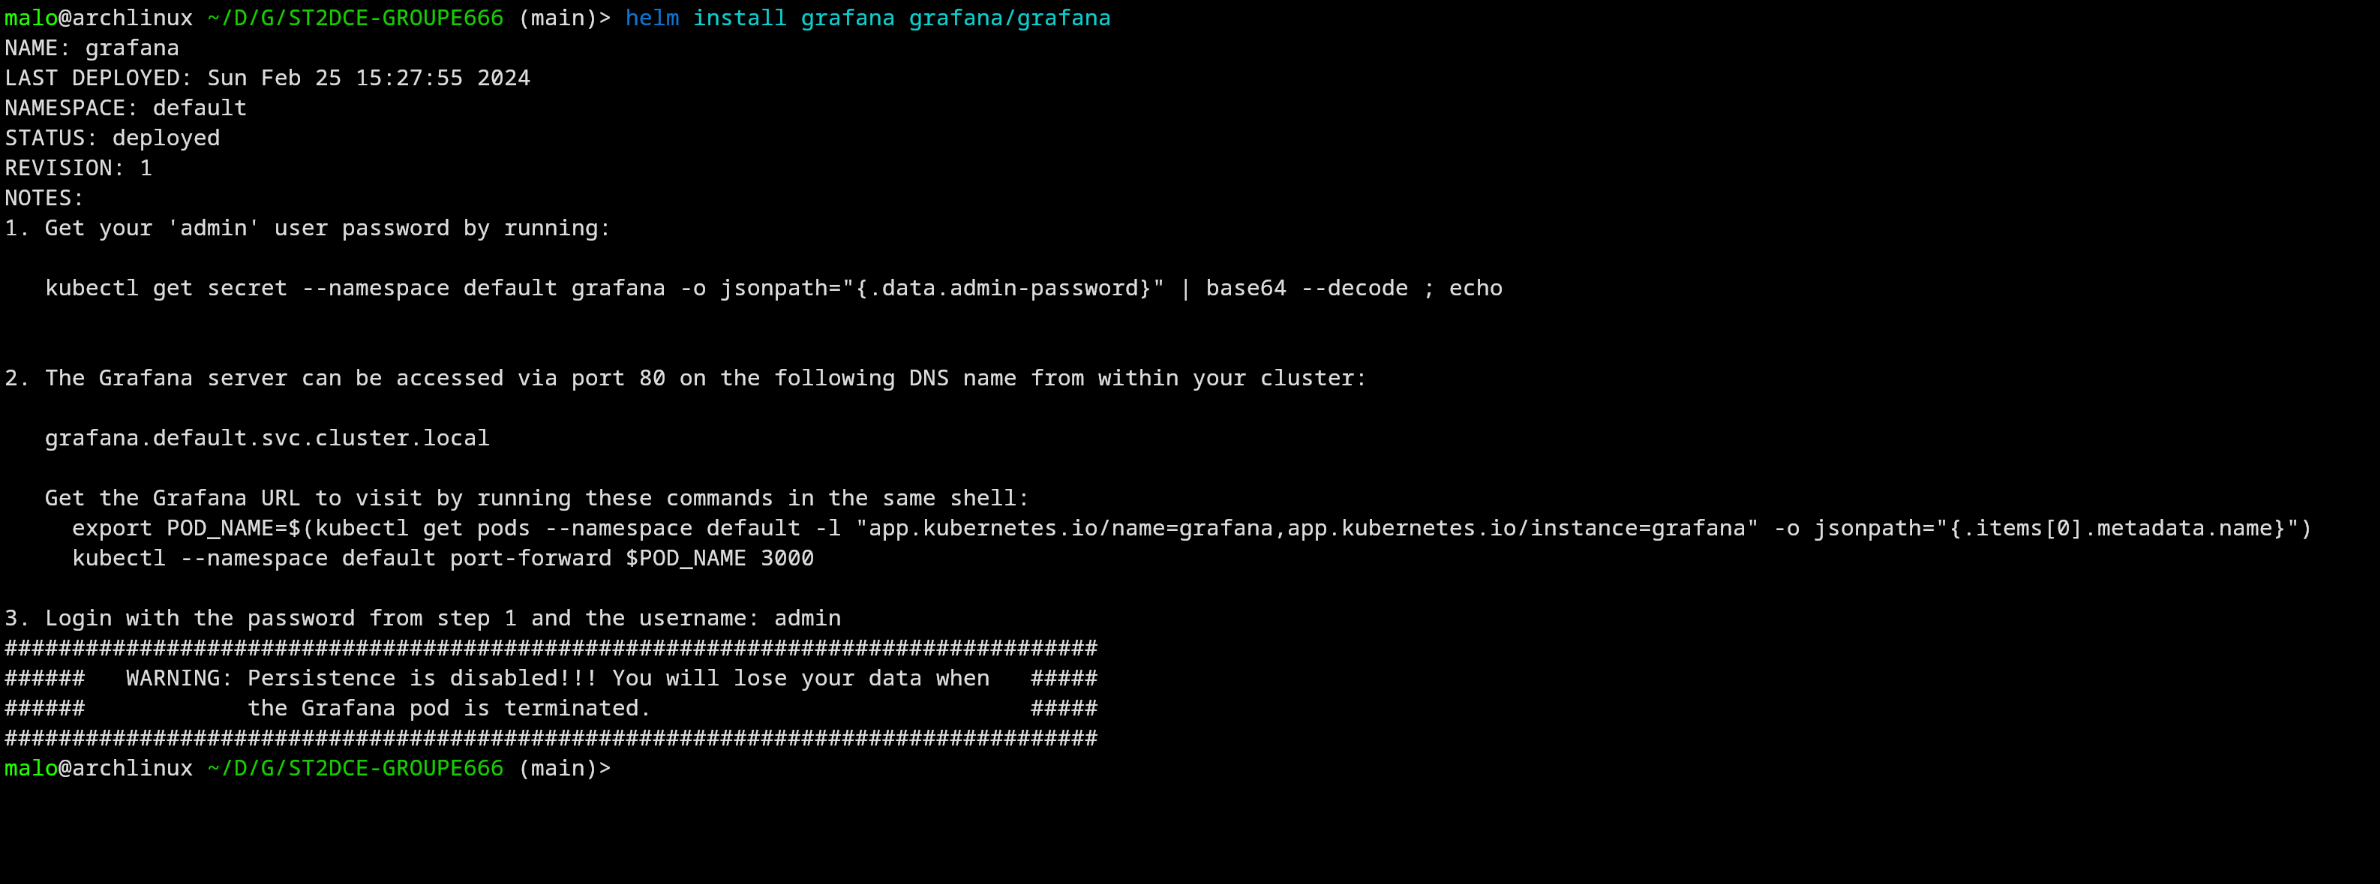 malo@archlinux ~/D/G/ST2DCE-GROUPE666 (main)> helm install grafana grafana/grafana
NAME: grafana
LAST DEPLOYED: Sun Feb 25 15:27:55 2024
NAMESPACE: default
STATUS: deployed
REVISION: 1
NOTES:
1. Get your 'admin' user password by running:

   kubectl get secret --namespace default grafana -o jsonpath="{.data.admin-password}" | base64 --decode ; echo


2. The Grafana server can be accessed via port 80 on the following DNS name from within your cluster:

   grafana.default.svc.cluster.local

   Get the Grafana URL to visit by running these commands in the same shell:
     export POD_NAME=$(kubectl get pods --namespace default -l "app.kubernetes.io/name=grafana,app.kubernetes.io/instance=grafana" -o jsonpath="{.items[0].metadata.name}")
     kubectl --namespace default port-forward $POD_NAME 3000

3. Login with the password from step 1 and the username: admin
#################################################################################
######   WARNING: Persistence is disabled!!! You will lose your data when   #####
######            the Grafana pod is terminated.                            #####
#################################################################################
malo@archlinux ~/D/G/ST2DCE-GROUPE666 (main)>